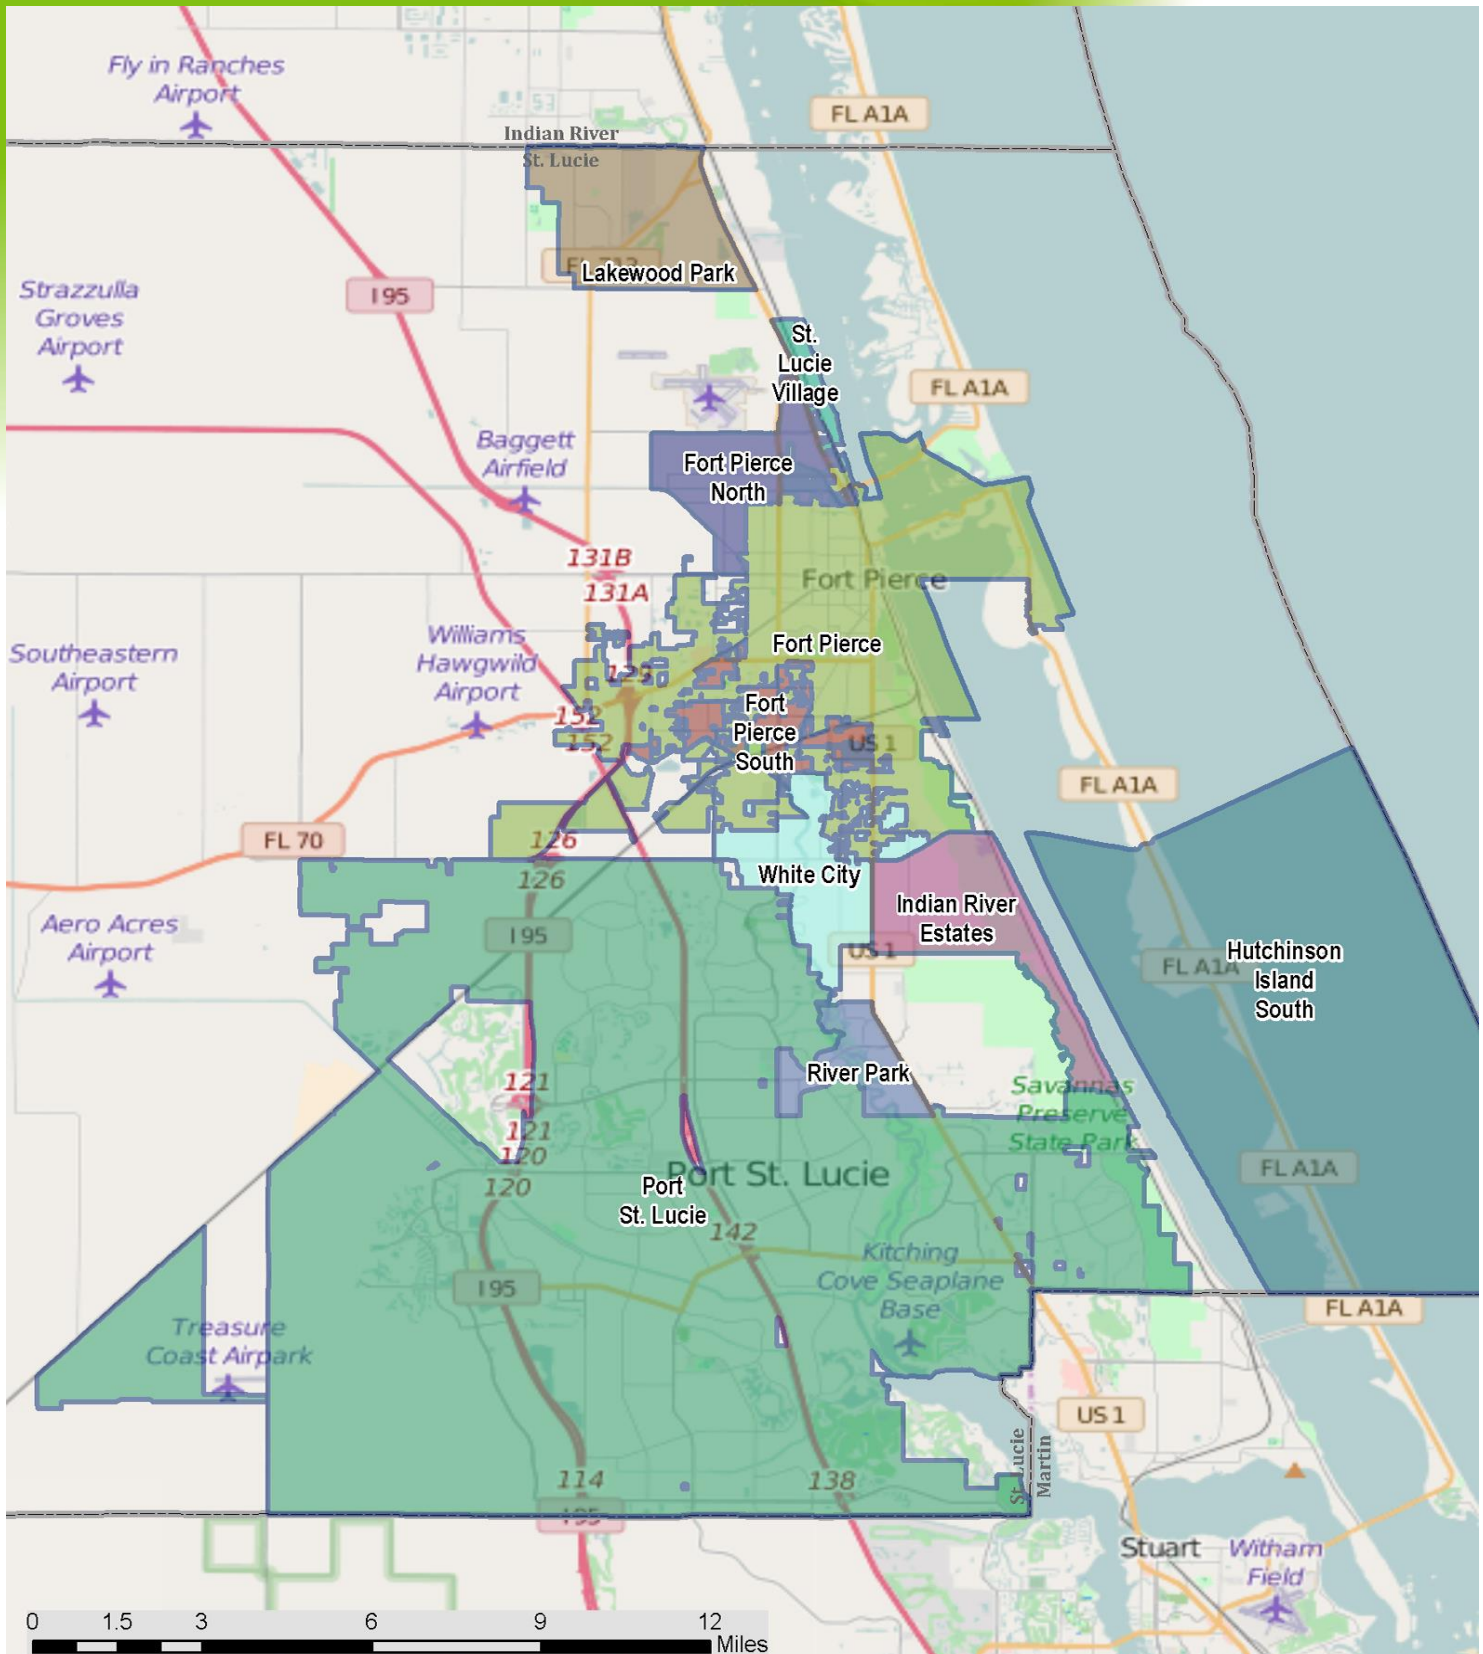 Fly in Ranches
Airport
FL A1A
Indian River
St. Lucie
Lakewood Park
Strazzulla
Groves
Airport
I 95
St.
Lucie
Village
FL A1A
Baggett
Airfield
Fort Pierce
North
131B
131A
Fort Pierce
Fort Pierce
Williams
Hawgwild
Airport
Southeastern
Airport
129
152
152
Fort
Pierce
South
US 1
FL A1A
FL 70
126
126
White City
Indian River
Estates
Aero Acres
Airport
I 95
US 1
FL A1A
Hutchinson
Island
South
River Park
121
121
120
120
Savannas
Preserve
State Park
Port St. Lucie
Port
St. Lucie
FL A1A
142
Kitching
Cove Seaplane
Base
I 95
FL A1A
Treasure
Coast Airpark
US 1
St. Lucie
Martin
114
138
I 95
Stuart
Witham
Field
0 1.5 3 6 9 12
Miles